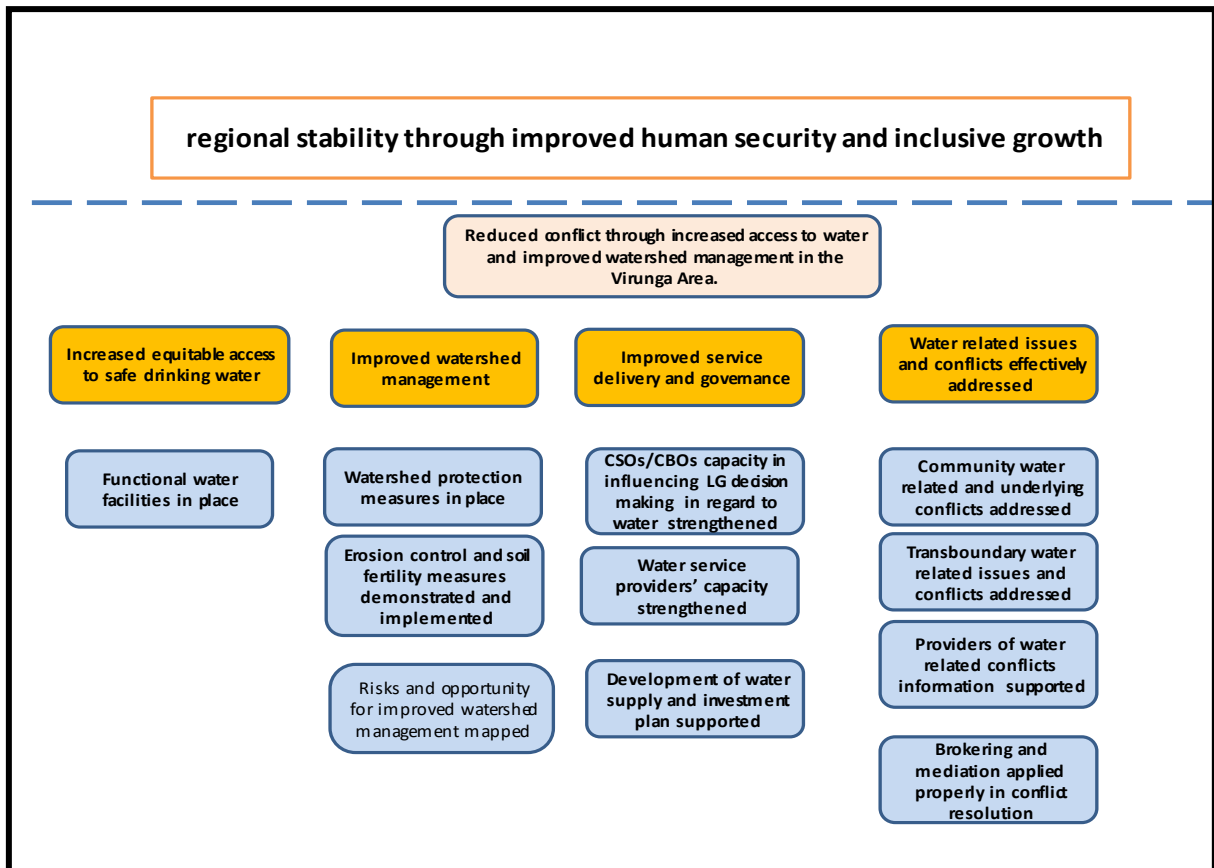 regional stability through improved human security and inclusive growth
Reduced conflict through increased access to water
and improved watershed management in the
Virunga Area.
Increased equitable access
to safe drinking water
Improved watershed
management
Improved service
delivery and governance
Water related issues
and conflicts effectively
addressed
Functional water
facilities in place
Watershed protection
measures in place
Erosion control and soil
fertility measures
demonstrated and
implemented
Risks and opportunity
for improved watershed
management mapped
CSOs/CBOs capacity in
influencing LG decision
making in regard to
water strengthened
Water service
providers’ capacity
strengthened
Development of water
supply and investment
plan supported
Community water
related and underlying
conflicts addressed
Transboundary water
related issues and
conflicts addressed
Providers of water
related conflicts
information supported
Brokering and
mediation applied
properly in conflict
resolution